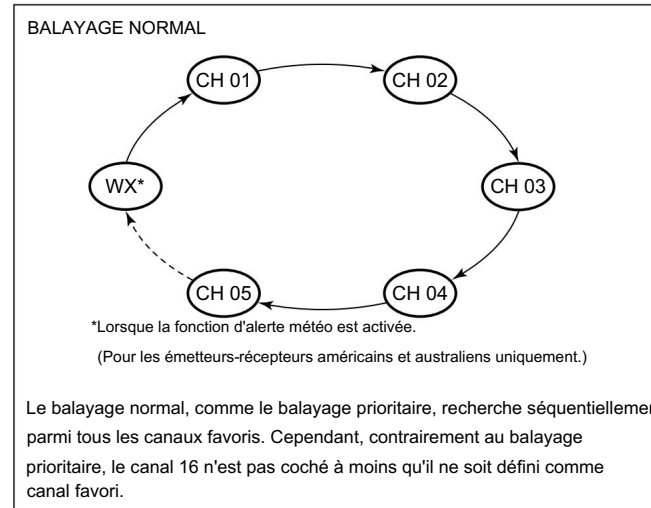 BALAYAGE NORMAL
CH 01
CH 02
WX*
CH 03
CH 05
CH 04
*Lorsque la fonction d'alerte météo est activée.
(Pour les émetteurs-récepteurs américains et australiens uniquement.)
Le balayage normal, comme le balayage prioritaire, recherche séquentiellemen
parmi tous les canaux favoris. Cependant, contrairement au balayage
prioritaire, le canal 16 n'est pas coché à moins qu'il ne soit défini comme
canal favori.